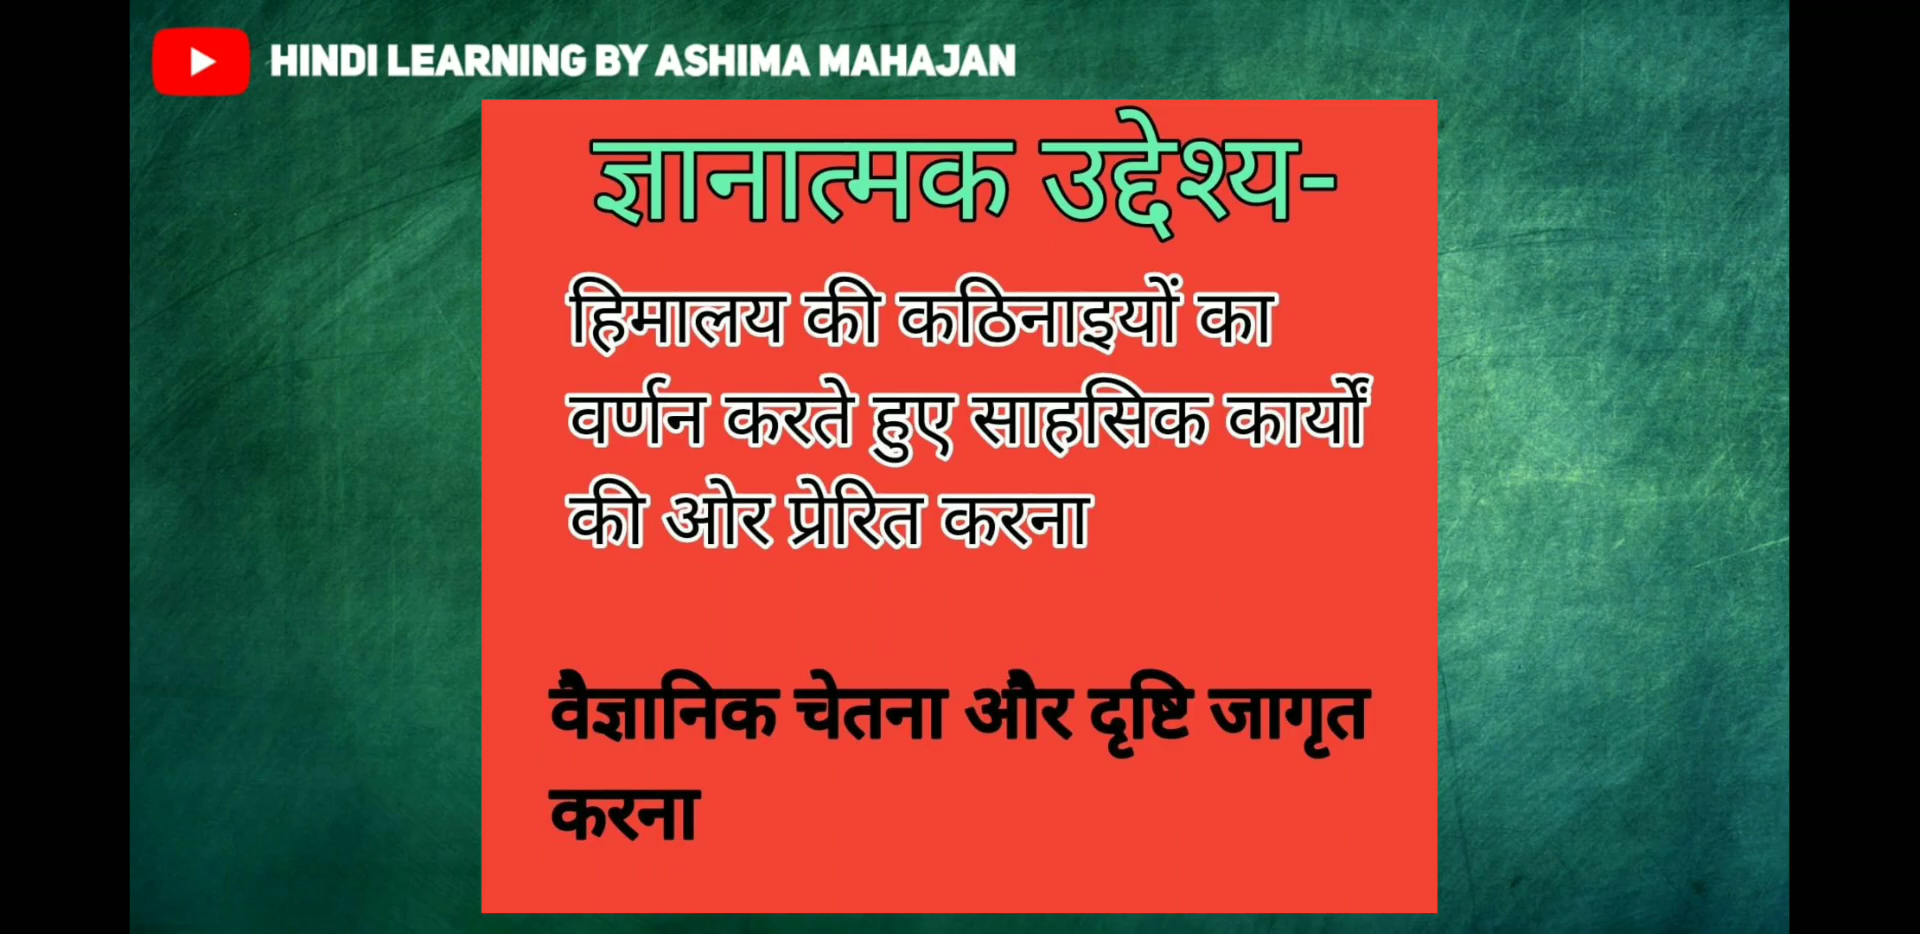 HINDI LEARNING BY ASHIMA MAHAJAN
ज्ञानात्मक उद्देश्य-
हिमालय की कठिनाइयों का
वर्णन करते हुए साहसिक कार्यों
की ओर प्रेरित करना
वैज्ञानिक चेतना और दृष्टि जागृत
करना